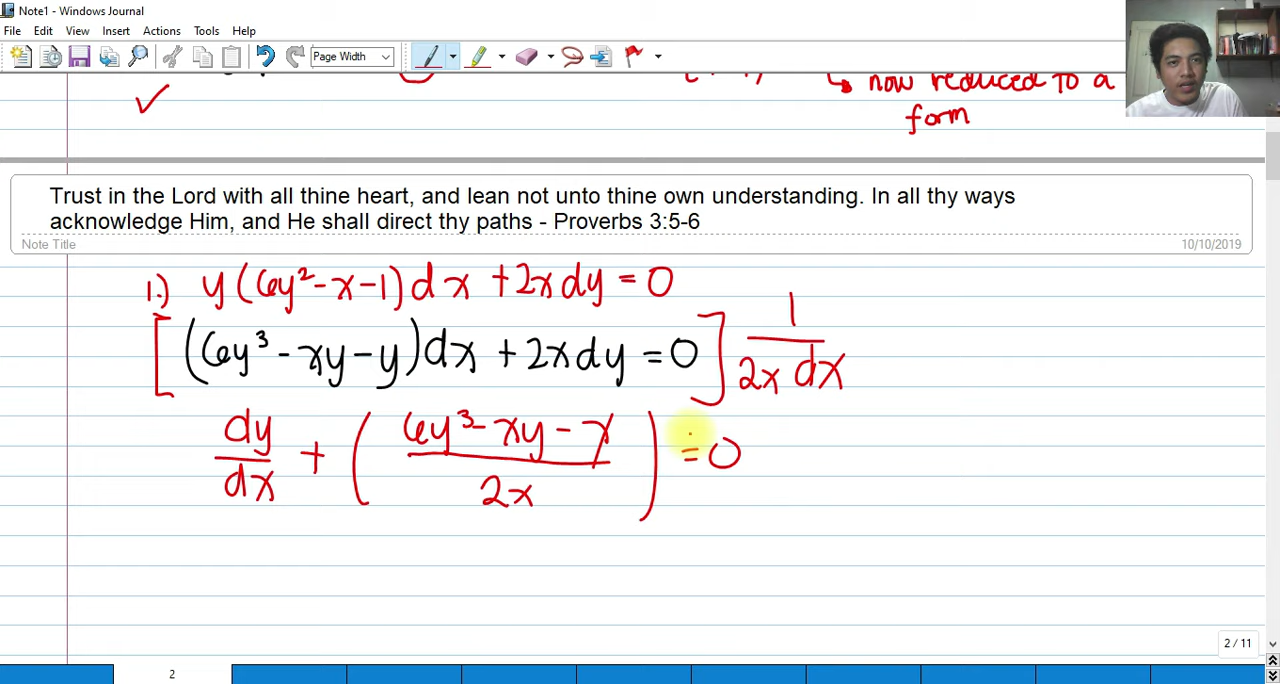 Note1 - Windows Journal
File Edit View Insert Actions Tools Help
Page Width
now reduced to a
form
Trust in the Lord with all thine heart, and lean not unto thine own understanding. In all thy ways
acknowledge Him, and He shall direct thy paths - Proverbs 3:5-6
Note Title
10/10/2019
1.) y(6y²-x-1)dx +2xdy=0
[(6y³-xy-y)dx+2xdy=0] 1/(2x dx)
dy/dx + ((6y³-xy-x)/(2x)) =0
2 / 11
2